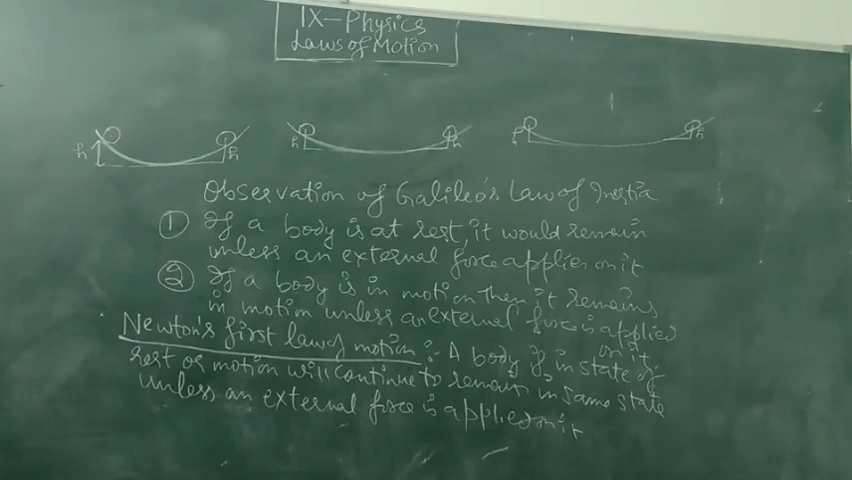 IX-Physics
Laws of Motion
h h h h h h
Observation of Galileo's Law of Inertia
① If a body is at rest, it would remain
unless an external force applies on it
② If a body is in motion then it remains
in motion unless an external force is applied
on it
Newton's first law of motion :- A body if in state of
rest or motion will continue to remain in same state
unless an external force is applied on it